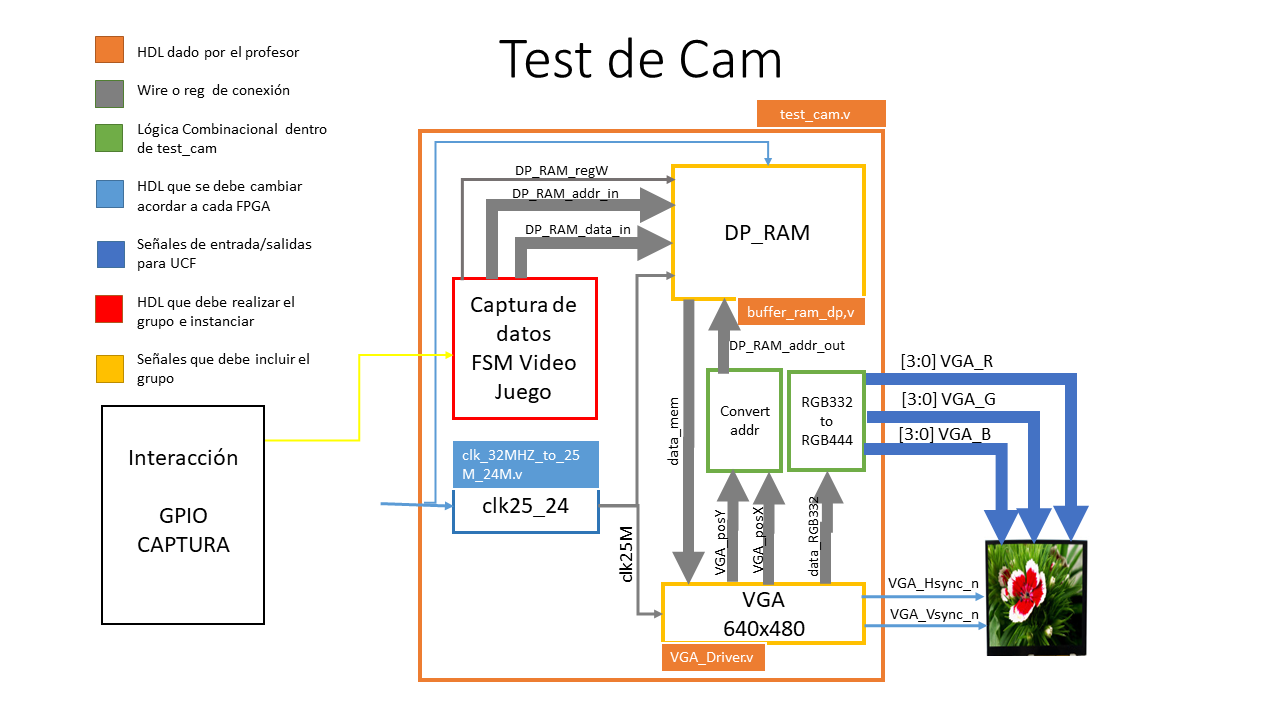 Test de Cam
HDL dado por el profesor
Wire o reg de conexión
Lógica Combinacional dentro
de test_cam
HDL que se debe cambiar
acordar a cada FPGA
Señales de entrada/salidas
para UCF
HDL que debe realizar el
grupo e instanciar
Señales que debe incluir el
grupo
Interacción
GPIO
CAPTURA
test_cam.v
DP_RAM_regW
DP_RAM_addr_in
DP_RAM_data_in
DP_RAM
buffer_ram_dp,v
Captura de
datos
FSM Video
Juego
DP_RAM_addr_out
data_mem
Convert
addr
RGB332
to
RGB444
[3:0] VGA_R
[3:0] VGA_G
[3:0] VGA_B
clk_32MHZ_to_25
M_24M.v
clk25_24
clk25M
VGA_posY
VGA_posX
data_RGB332
VGA
640x480
VGA_Driver.v
VGA_Hsync_n
VGA_Vsync_n